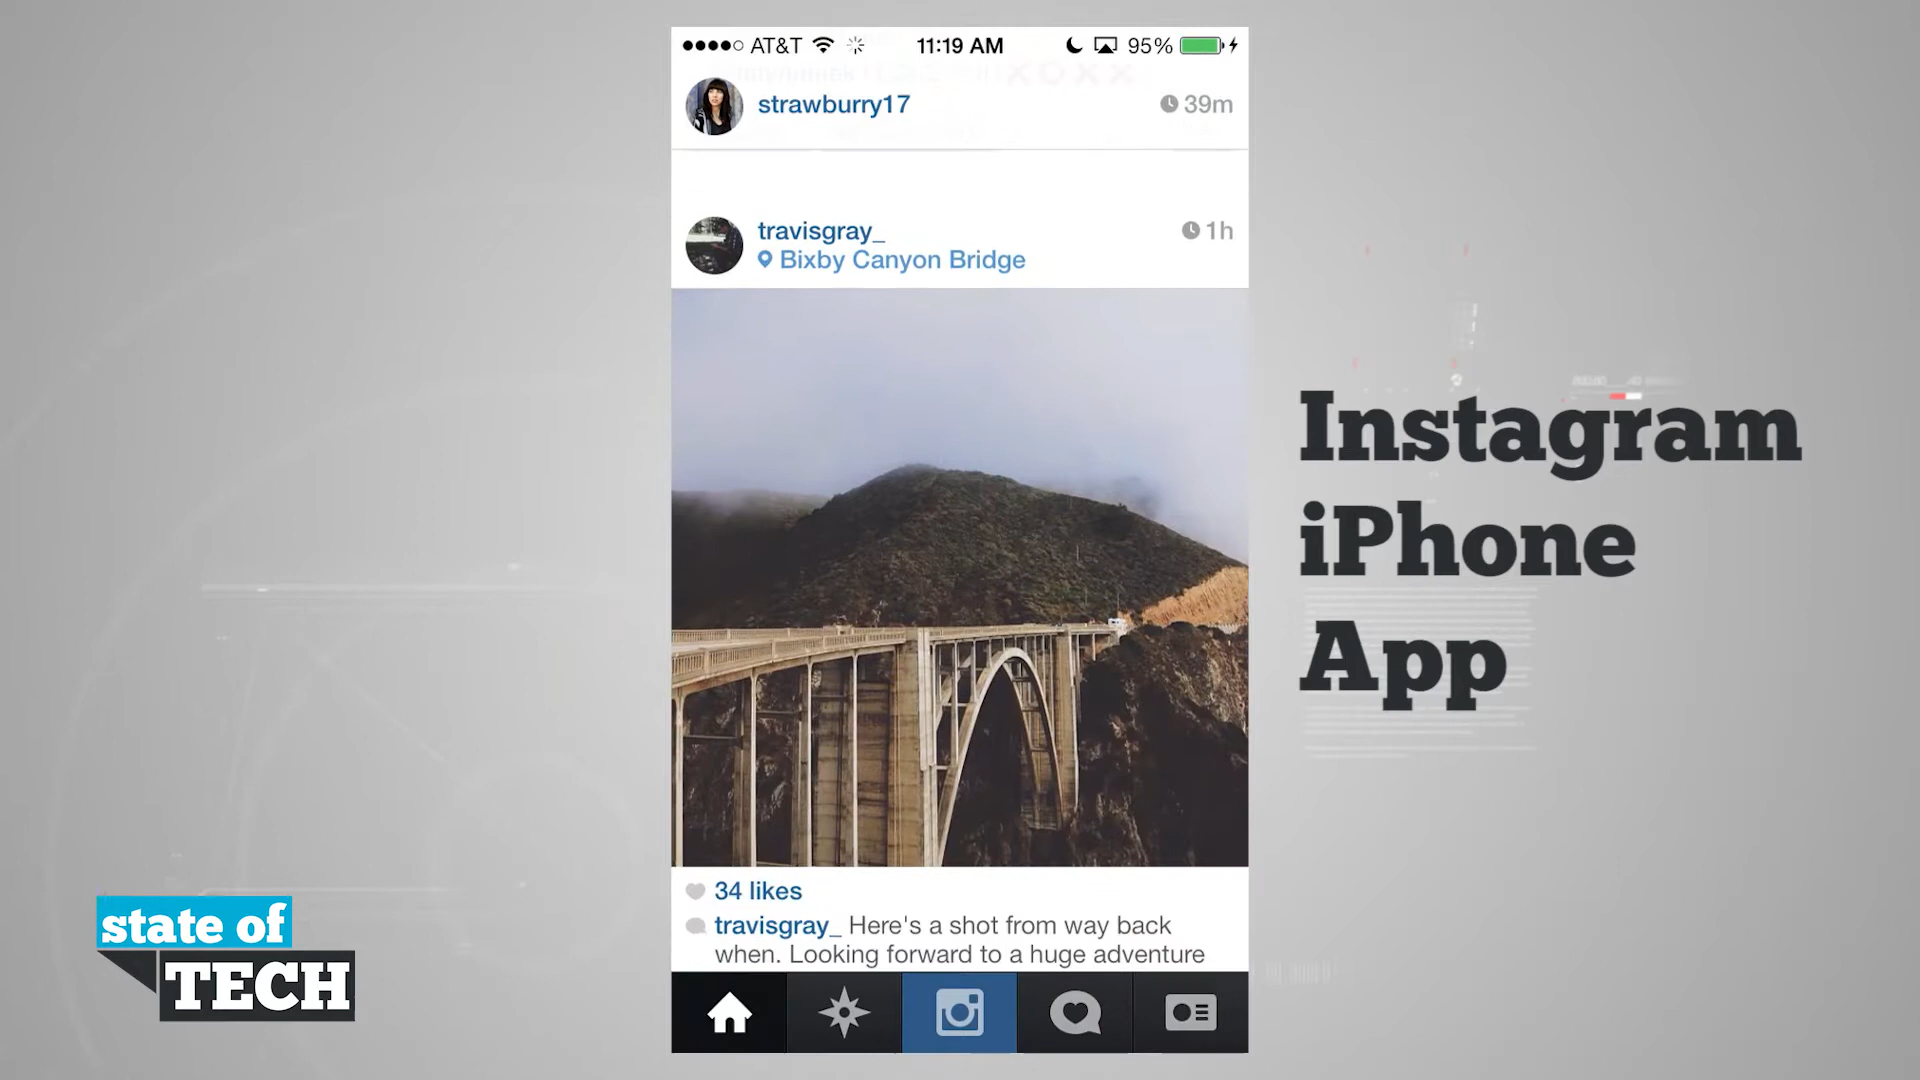 AT&T 11:19 AM 95%
strawburry17 39m
travisgray_ 1h
Bixby Canyon Bridge
34 likes
travisgray_ Here's a shot from way back
when. Looking forward to a huge adventure
Instagram
iPhone
App
state of
TECH